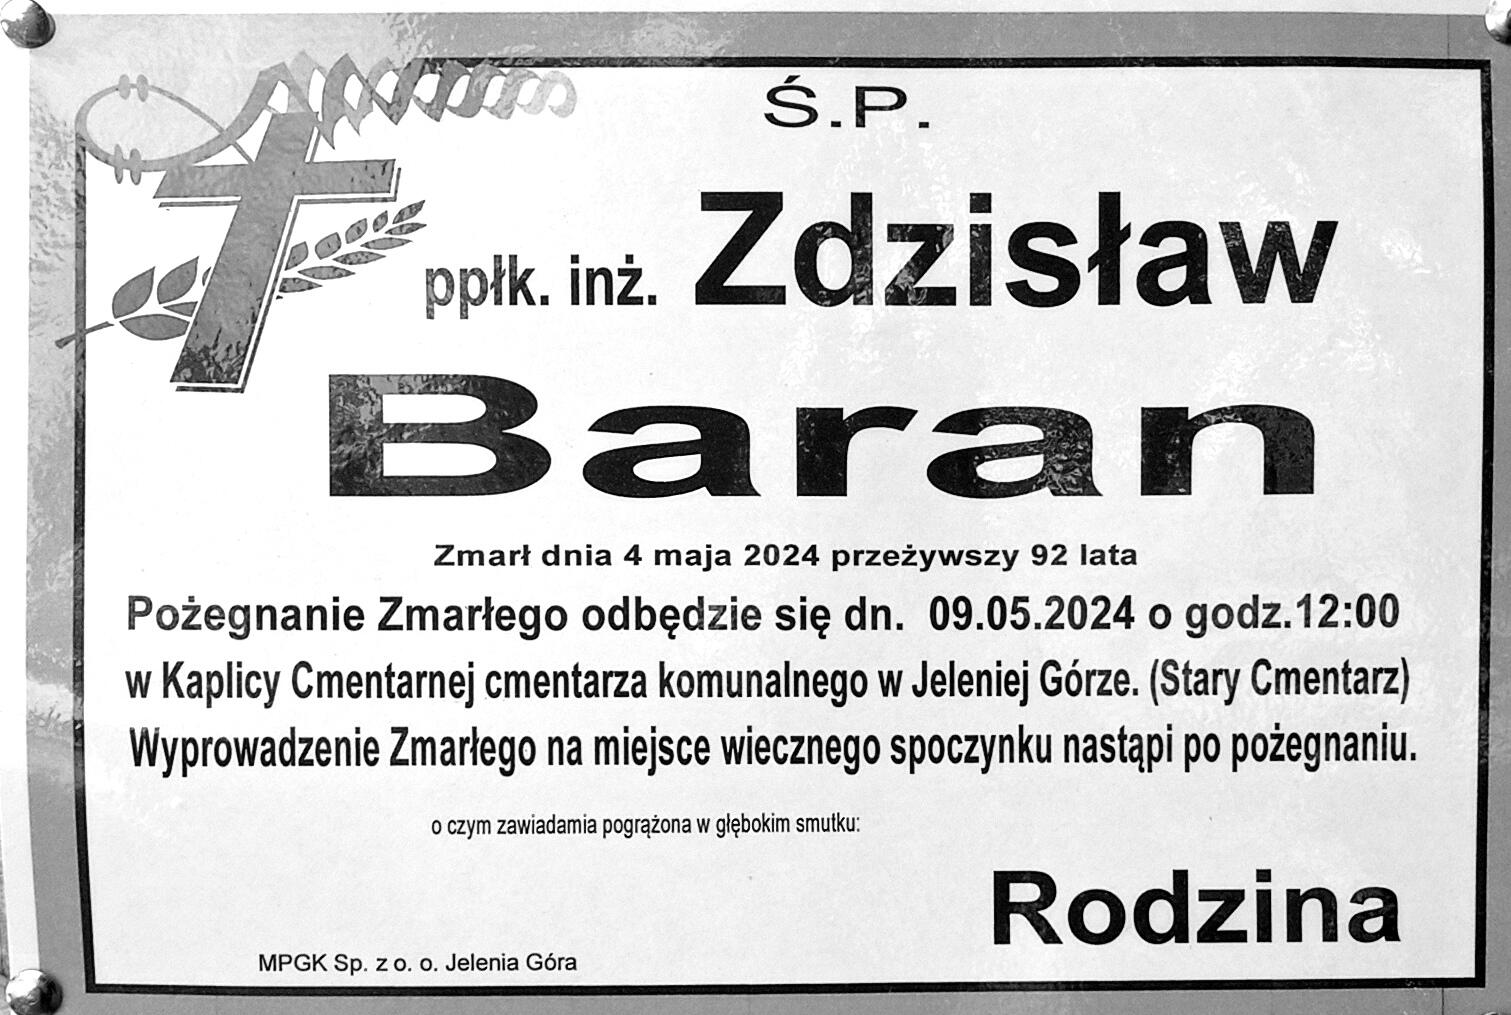 Ś.P.
ppłk. inż. Zdzisław
Baran
Zmarł dnia 4 maja 2024 przeżywszy 92 lata
Pożegnanie Zmarłego odbędzie się dn. 09.05.2024 o godz.12:00
w Kaplicy Cmentarnej cmentarza komunalnego w Jeleniej Górze. (Stary Cmentarz)
Wyprowadzenie Zmarłego na miejsce wiecznego spoczynku nastąpi po pożegnaniu.
o czym zawiadamia pogrążona w głębokim smutku:
Rodzina
MPGK Sp. z o. o. Jelenia Góra